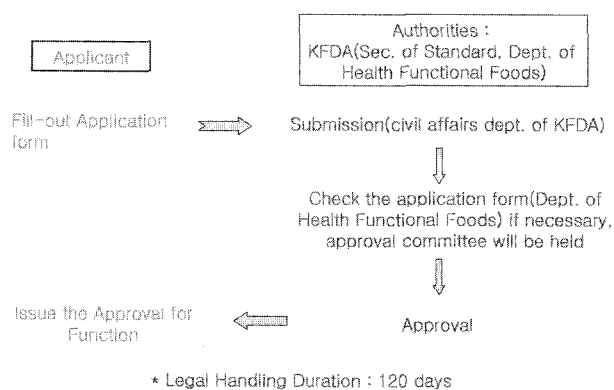 Applicant
Authorities :
KFDA(Sec. of Standard, Dept. of
Health Functional Foods)
Fill-out Application
form
Submission(civil affairs dept. of KFDA)
Check the application form(Dept. of
Health Functional Foods) if necessary,
approval committee will be held
Issue the Approval for
Function
Approval
* Legal Handling Duration : 120 days